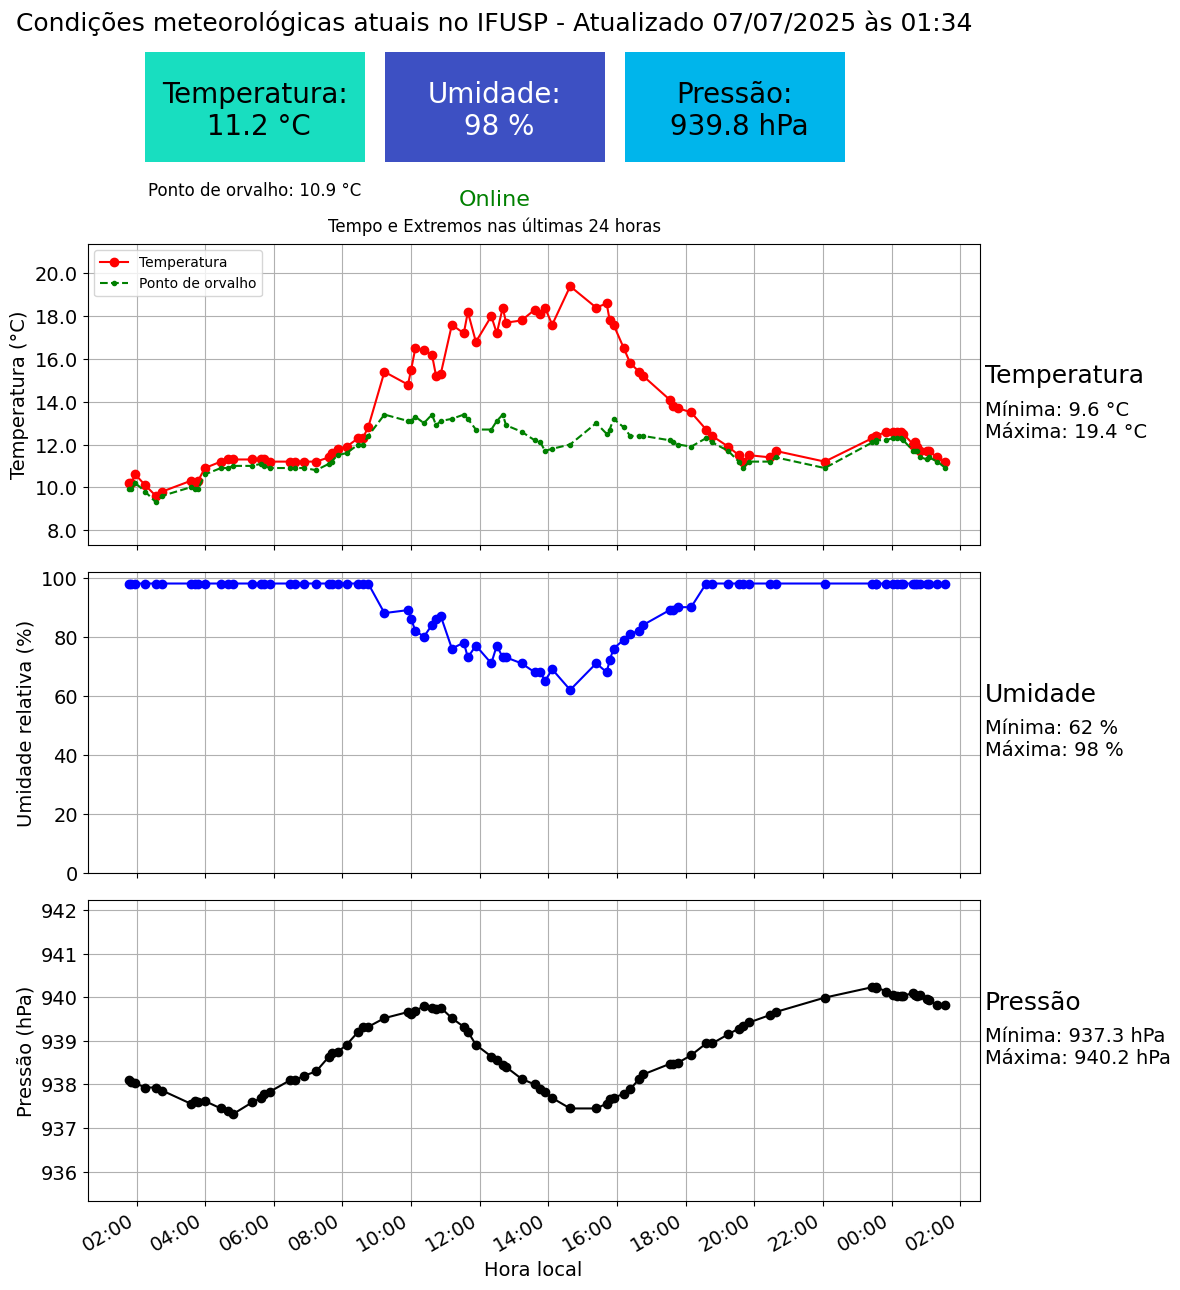 Condições meteorológicas atuais no IFUSP - Atualizado 07/07/2025 às 01:34
Temperatura:
11.2 °C
Umidade:
98 %
Pressão:
939.8 hPa
Ponto de orvalho: 10.9 °C
Online
Tempo e Extremos nas últimas 24 horas
Temperatura
Ponto de orvalho
Temperatura (°C)
20.0
18.0
16.0
14.0
12.0
10.0
8.0
Temperatura
Mínima: 9.6 °C
Máxima: 19.4 °C
Umidade relativa (%)
100
80
60
40
20
0
Umidade
Mínima: 62 %
Máxima: 98 %
Pressão (hPa)
942
941
940
939
938
937
936
Pressão
Mínima: 937.3 hPa
Máxima: 940.2 hPa
02:00
04:00
06:00
08:00
10:00
12:00
14:00
16:00
18:00
20:00
22:00
00:00
02:00
Hora local